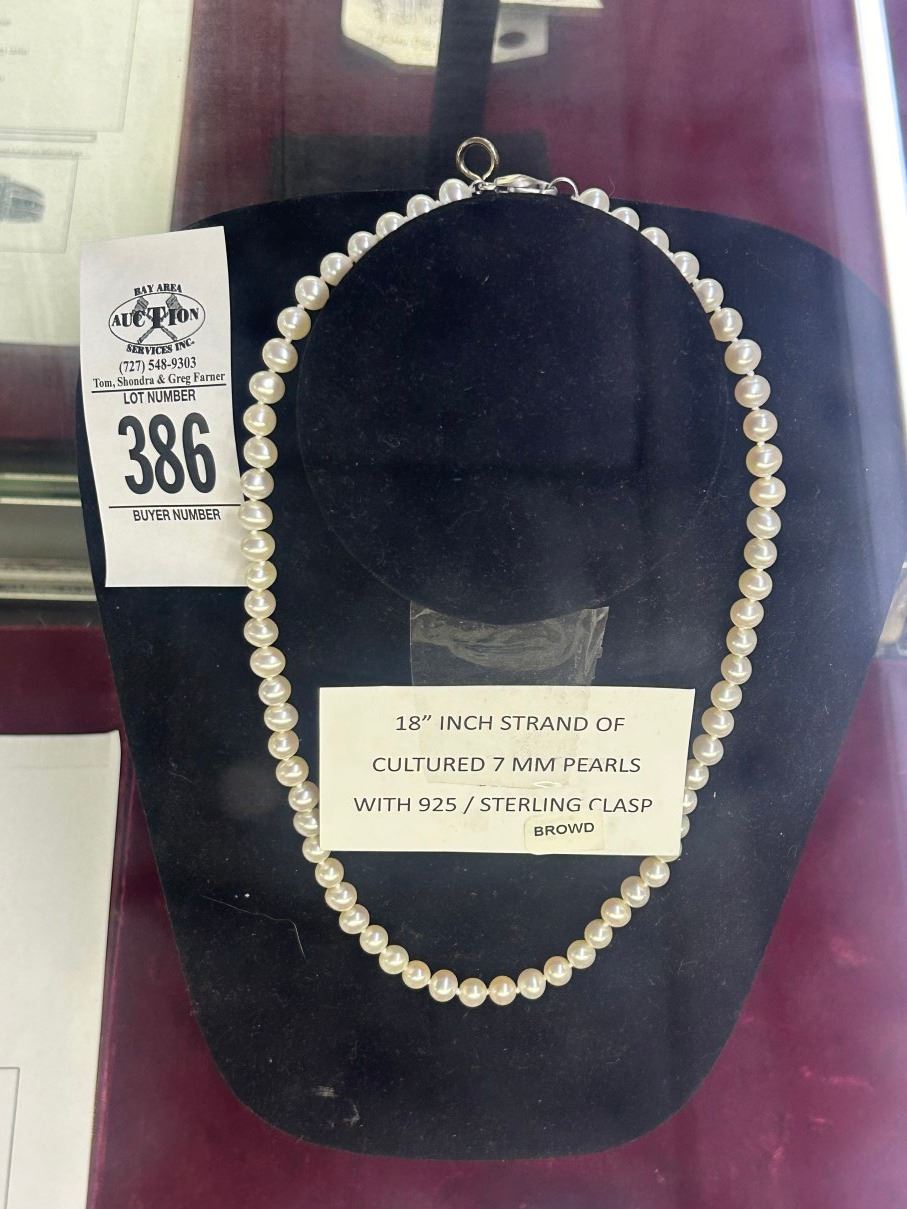 BAY AREA
AUCTION
SERVICES INC.
(727) 548-9303
Tom, Shondra & Greg Farner
LOT NUMBER
386
BUYER NUMBER
18” INCH STRAND OF
CULTURED 7 MM PEARLS
WITH 925 / STERLING CLASP
BROWD